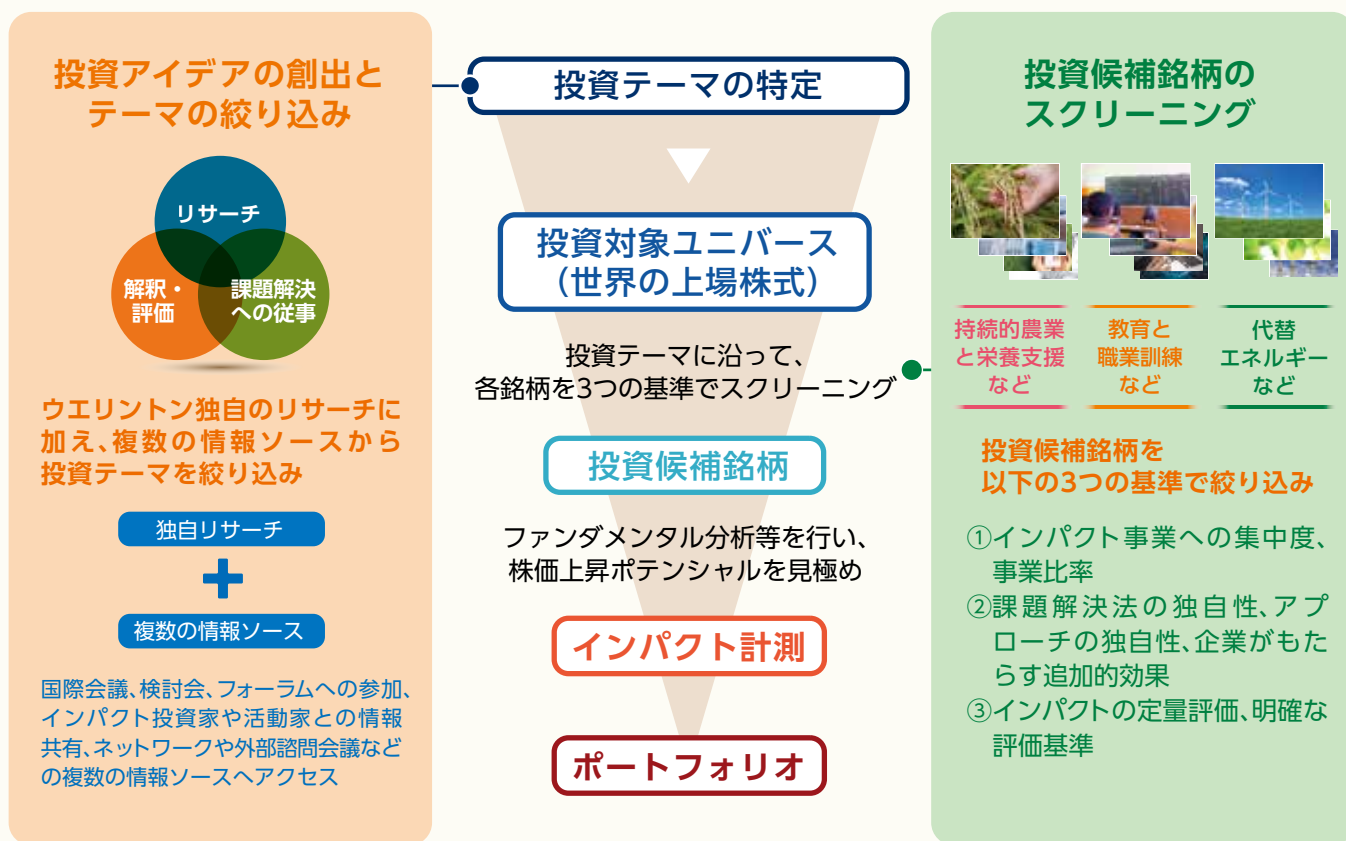 投資アイデアの創出と
テーマの絞り込み
リサーチ
解釈・
評価
課題解決
への従事
ウエリントン独自のリサーチに
加え、複数の情報ソースから
投資テーマを絞り込み
独自リサーチ
+
複数の情報ソース
国際会議、検討会、フォーラムへの参加、
インパクト投資家や活動家との情報
共有、ネットワークや外部諮問会議など
の複数の情報ソースへアクセス
投資テーマの特定
投資対象ユニバース
（世界の上場株式）
投資テーマに沿って、
各銘柄を3つの基準でスクリーニング
投資候補銘柄
ファンダメンタル分析等を行い、
株価上昇ポテンシャルを見極め
インパクト計測
ポートフォリオ
投資候補銘柄の
スクリーニング
持続的農業
と栄養支援
など
教育と
職業訓練
など
代替
エネルギー
など
投資候補銘柄を
以下の3つの基準で絞り込み
①インパクト事業への集中度、
事業比率
②課題解決法の独自性、アプ
ローチの独自性、企業がもた
らす追加的効果
③インパクトの定量評価、明確な
評価基準